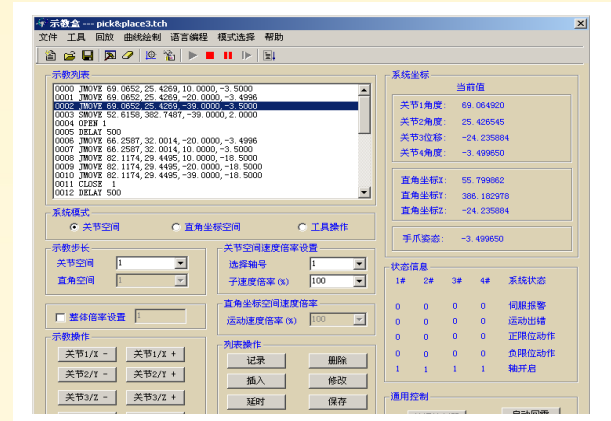 示教盒 --- pick&place3.tch
文件 工具 回放 曲线绘制 语言编程 模式选择 帮助
示教列表
0000 JMOVE 69.0652,25.4269,10.0000,-3.5000
0001 JMOVE 69.0652,25.4269,-20.0000,-3.4996
0002 JMOVE 69.0652,25.4269,-39.0000,-3.5000
0003 SMOVE 52.6158,382.7487,-39.0000,2.0000
0004 OPEN 1
0005 DELAY 500
0006 JMOVE 66.2587,32.0014,-20.0000,-3.4996
0007 JMOVE 66.2587,32.0014,10.0000,-3.5000
0008 JMOVE 82.1174,29.4495,10.0000,-18.5000
0009 JMOVE 82.1174,29.4495,-20.0000,-18.5000
0010 JMOVE 82.1174,29.4495,-39.0000,-18.5000
0011 CLOSE 1
0012 DELAY 500
系统模式
关节空间 直角坐标空间 工具操作
示教步长
关节空间 1
直角空间 1
整体倍率设置 1
关节空间速度倍率设置
选择轴号 1
子速度倍率(%) 100
直角坐标空间速度倍率
运动速度倍率(%) 100
示教操作
关节1/X - 关节1/X +
关节2/Y - 关节2/Y +
关节3/Z - 关节3/Z +
列表操作
记录 删除
插入 修改
延时 保存
系统坐标
当前值
关节1角度: 69.064920
关节2角度: 25.426545
关节3位移: -24.235884
关节4角度: -3.499650
直角坐标X: 55.799862
直角坐标Y: 386.182978
直角坐标Z: -24.235884
手爪姿态: -3.499650
状态信息
1# 2# 3# 4# 系统状态
0 0 0 0 伺服报警
0 0 0 0 运动出错
0 0 0 0 正限位动作
0 0 0 0 负限位动作
1 1 1 1 轴开启
通用控制